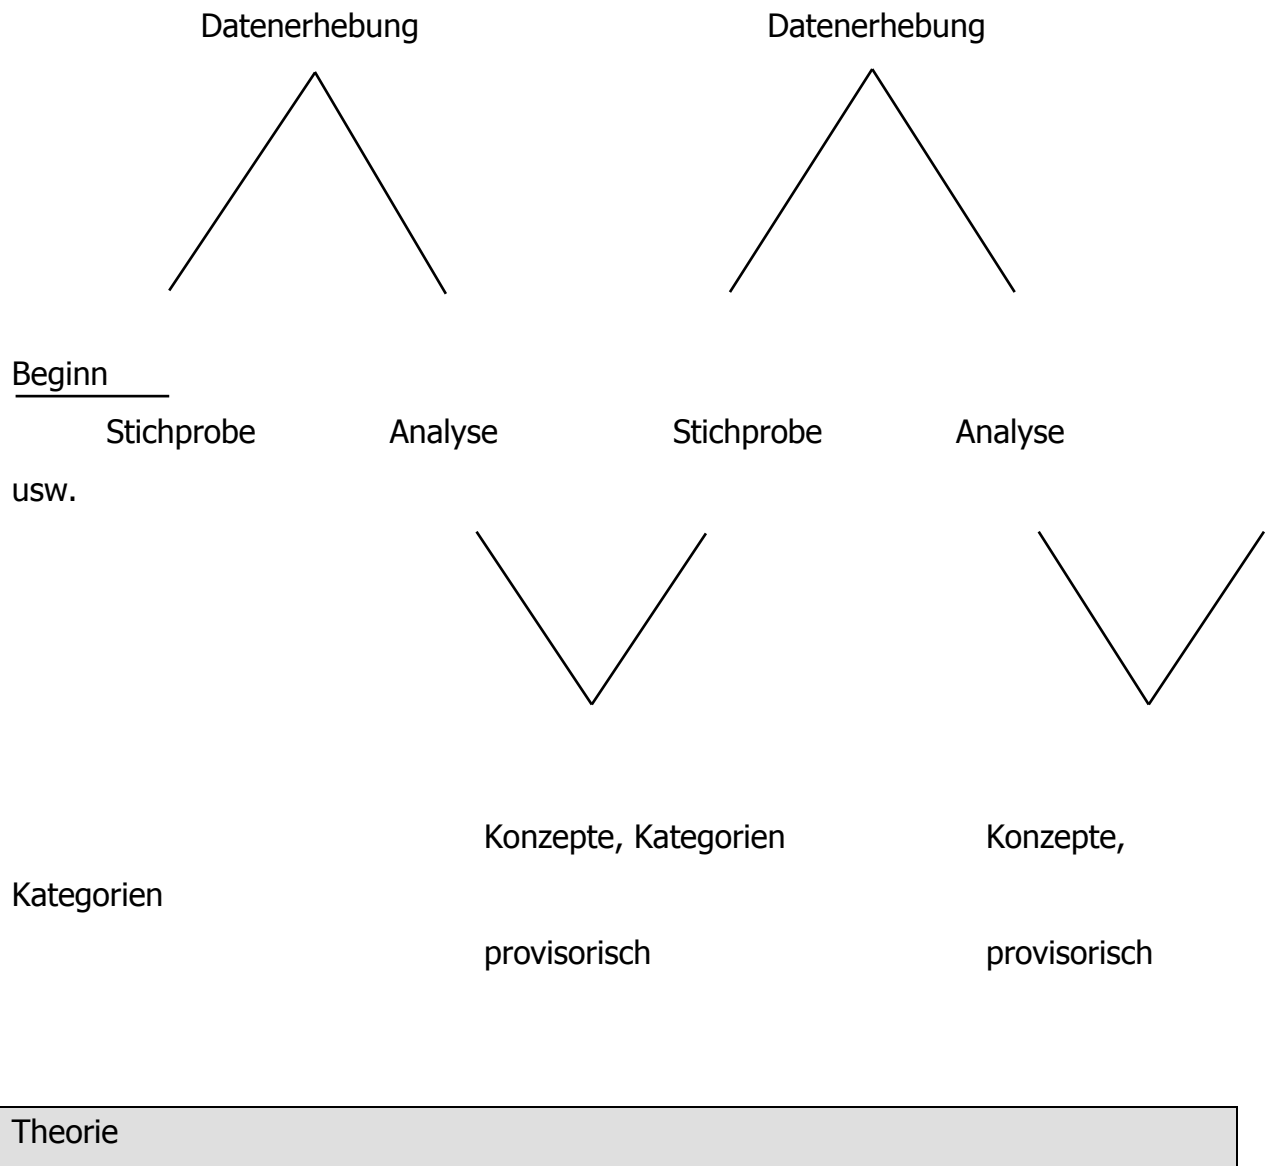 Datenerhebung Datenerhebung
Beginn
Stichprobe Analyse Stichprobe Analyse
usw.
Konzepte, Kategorien Konzepte,
Kategorien
provisorisch provisorisch
Theorie